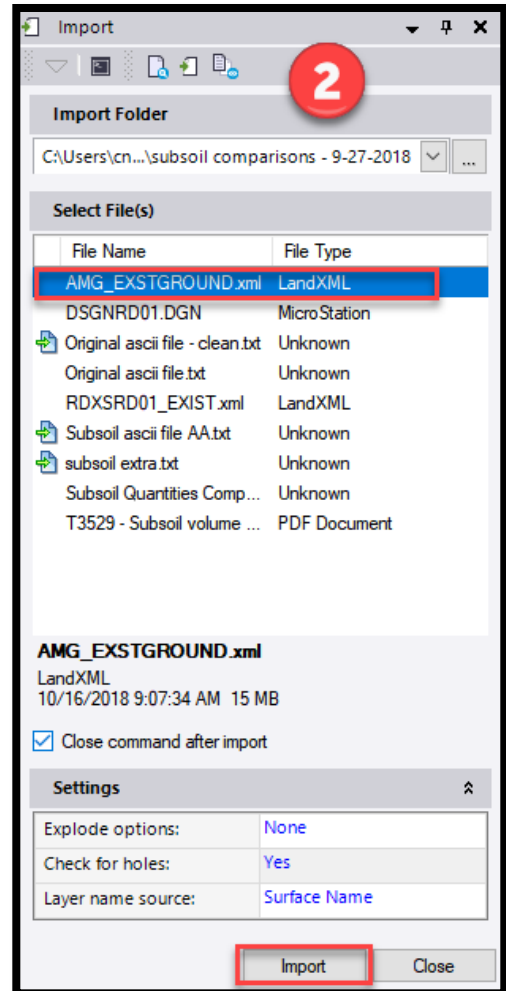 Import
2
Import Folder
C:\Users\cn...\subsoil comparisons - 9-27-2018 ...
Select File(s)
File Name File Type
AMG_EXSTGROUND.xml LandXML
DSGNRD01.DGN MicroStation
Original ascii file - clean.txt Unknown
Original ascii file.txt Unknown
RDXSRD01_EXIST.xml LandXML
Subsoil ascii file AA.txt Unknown
subsoil extra.txt Unknown
Subsoil Quantities Comp... Unknown
T3529 - Subsoil volume ... PDF Document
AMG_EXSTGROUND.xml
LandXML
10/16/2018 9:07:34 AM 15 MB
Close command after import
Settings
Explode options: None
Check for holes: Yes
Layer name source: Surface Name
Import Close